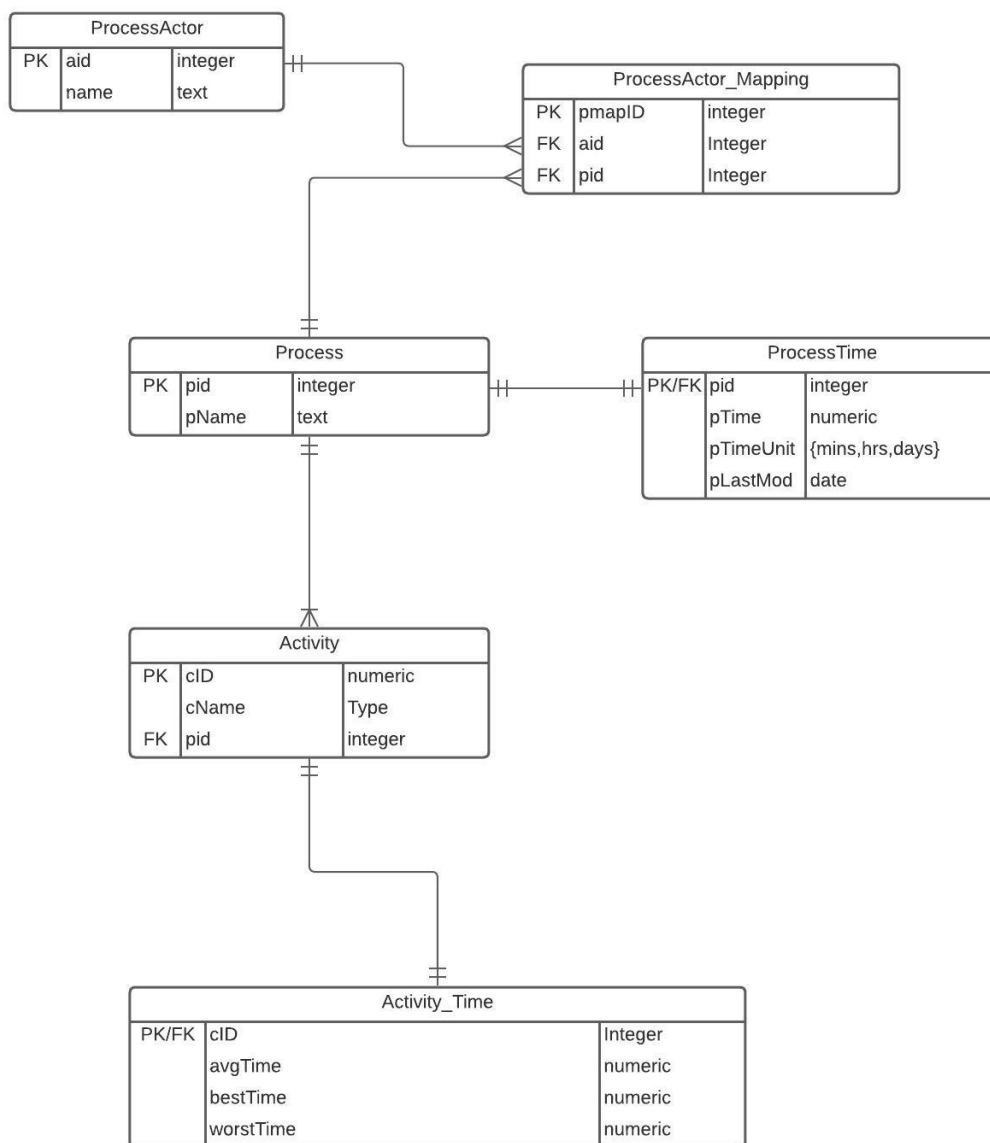 ProcessActor
PK aid integer
name text
ProcessActor_Mapping
PK pmapID integer
FK aid Integer
FK pid Integer
Process
PK pid integer
pName text
ProcessTime
PK/FK pid integer
pTime numeric
pTimeUnit {mins,hrs,days}
pLastMod date
Activity
PK cID numeric
cName Type
FK pid integer
Activity_Time
PK/FK cID Integer
avgTime numeric
bestTime numeric
worstTime numeric